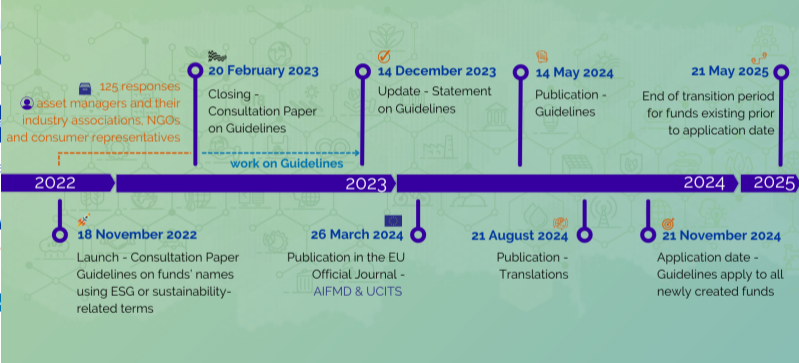 125 responses
asset managers and their
industry associations, NGOs
and consumer representatives
20 February 2023
Closing -
Consultation Paper
on Guidelines
work on Guidelines
14 December 2023
Update - Statement
on Guidelines
14 May 2024
Publication -
Guidelines
21 May 2025
End of transition period
for funds existing prior
to application date
2022
2023
2024
2025
18 November 2022
Launch - Consultation Paper
Guidelines on funds' names
using ESG or sustainability-
related terms
26 March 2024
Publication in the EU
Official Journal -
AIFMD & UCITS
21 August 2024
Publication -
Translations
21 November 2024
Application date -
Guidelines apply to all
newly created funds